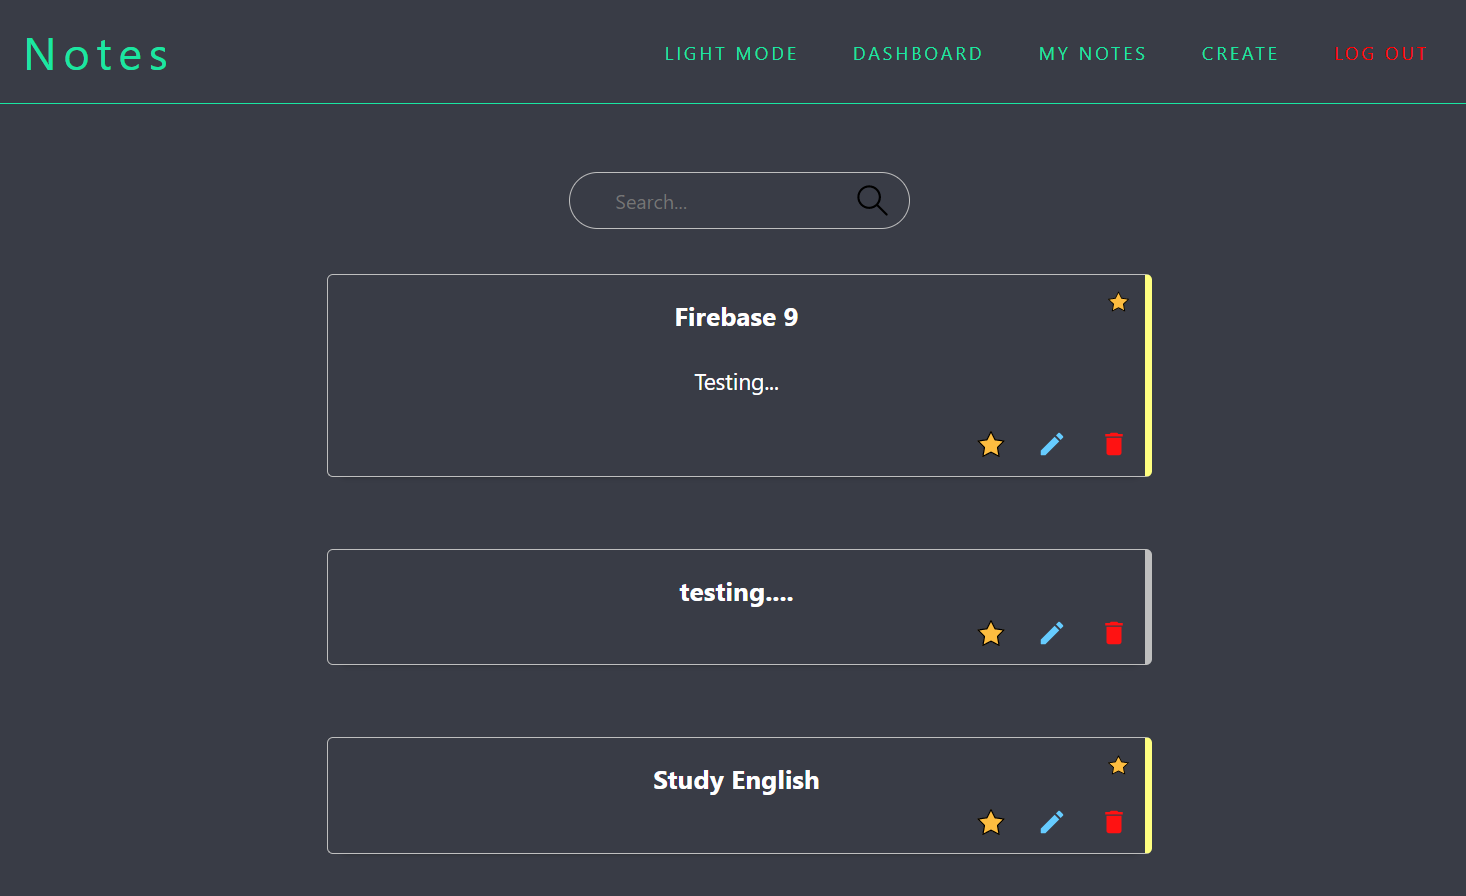 Notes
LIGHT MODE
DASHBOARD
MY NOTES
CREATE
LOG OUT
Search...
Firebase 9
Testing...
testing....
Study English